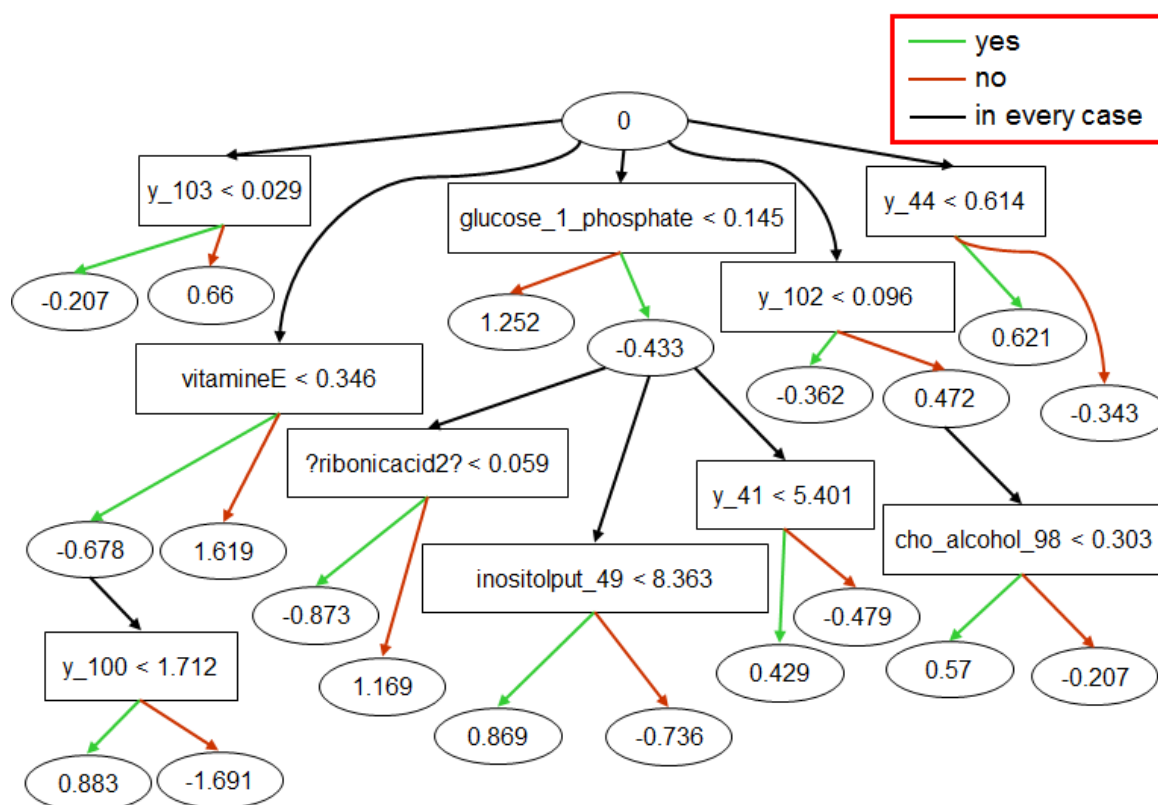 yes
no
in every case
0
y_103 < 0.029
glucose_1_phosphate < 0.145
y_44 < 0.614
-0.207
0.66
1.252
y_102 < 0.096
0.621
-0.433
vitamineE < 0.346
-0.362
0.472
-0.343
?ribonicacid2? < 0.059
y_41 < 5.401
-0.678
1.619
cho_alcohol_98 < 0.303
inositolput_49 < 8.363
-0.873
-0.479
y_100 < 1.712
1.169
0.429
0.57
-0.207
0.869
-0.736
0.883
-1.691